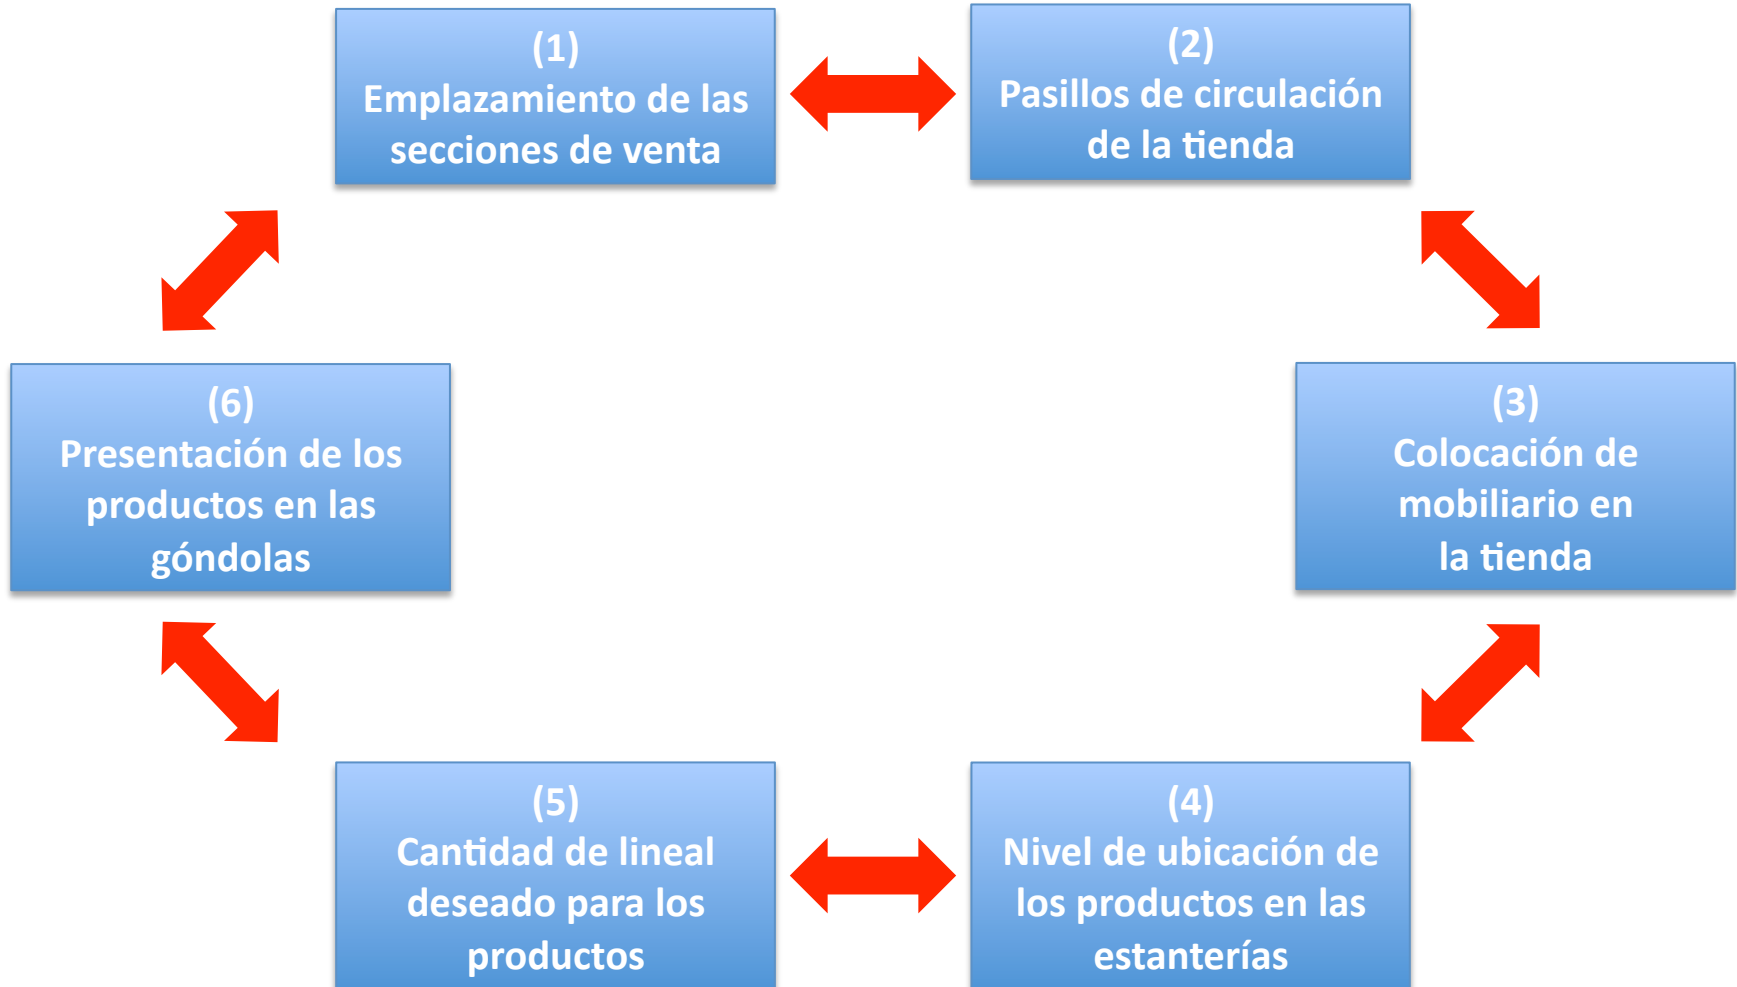 (1)
Emplazamiento de las
secciones de venta
(2)
Pasillos de circulación
de la tienda
(3)
Colocación de
mobiliario en
la tienda
(4)
Nivel de ubicación de
los productos en las
estanterías
(5)
Cantidad de lineal
deseado para los
productos
(6)
Presentación de los
productos en las
góndolas